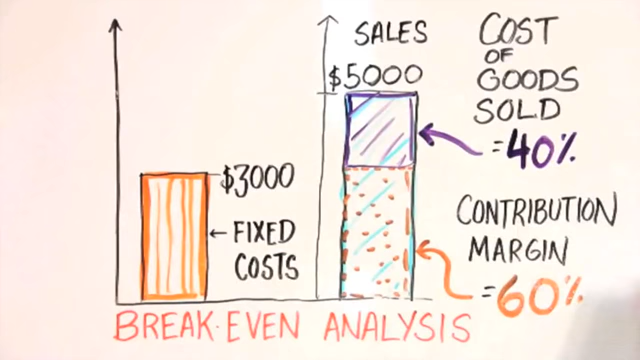 $3000
← FIXED
COSTS
SALES
$5000
COST
OF
GOODS
SOLD
=40%
CONTRIBUTION
MARGIN
=60%
BREAK-EVEN ANALYSIS